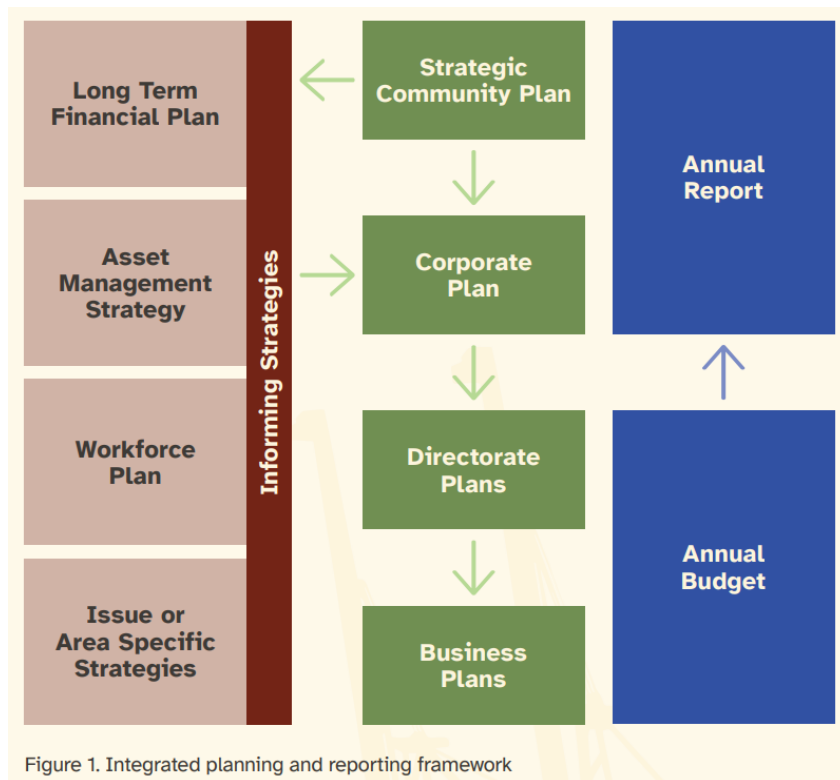 Long Term
Financial Plan
Asset
Management
Strategy
Workforce
Plan
Issue or
Area Specific
Strategies
Informing Strategies
Strategic
Community Plan
Corporate
Plan
Directorate
Plans
Business
Plans
Annual
Report
Annual
Budget
Figure 1. Integrated planning and reporting framework